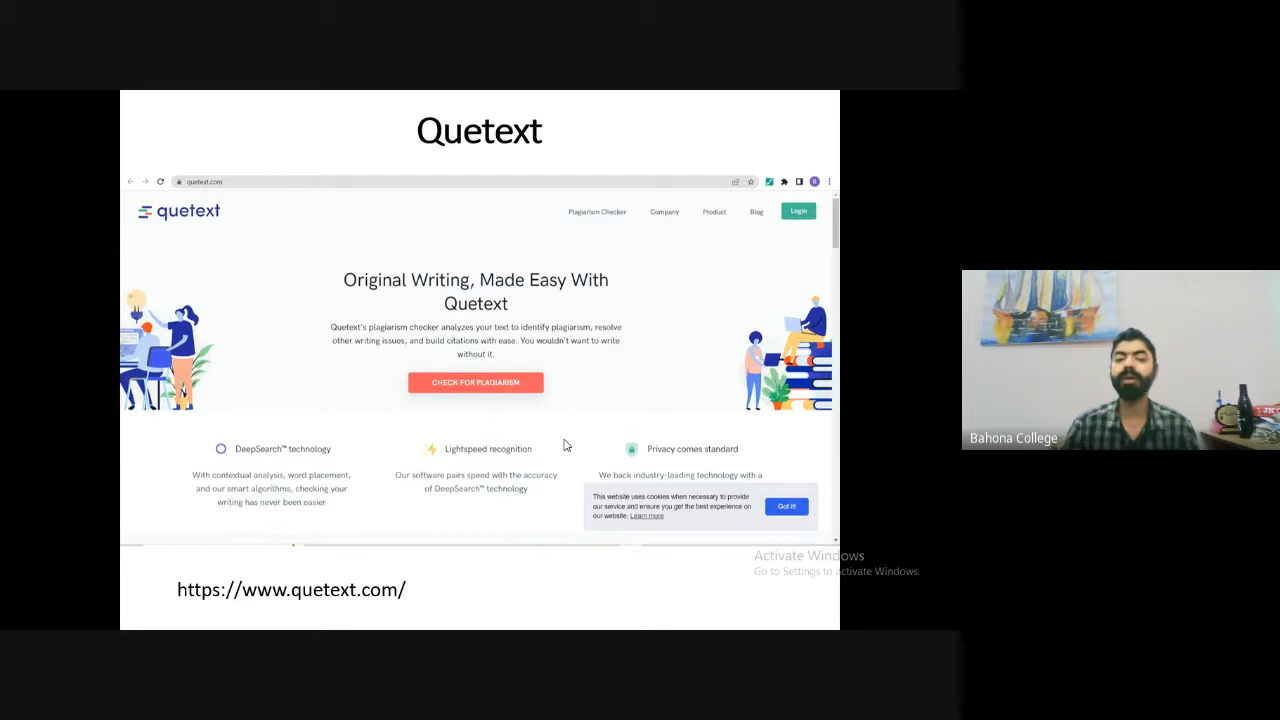 Quetext
quetext.com
quetext
Plagiarism Checker Company Product Blog Login
Original Writing, Made Easy With
Quetext
Quetext's plagiarism checker analyzes your text to identify plagiarism, resolve
other writing issues, and build citations with ease. You wouldn't want to write
without it.
CHECK FOR PLAGIARISM
DeepSearch™ technology
With contextual analysis, word placement,
and our smart algorithms, checking your
writing has never been easier
Lightspeed recognition
Our software pairs speed with the accuracy
of DeepSearch™ technology
Privacy comes standard
We back industry-leading technology with a
This website uses cookies when necessary to provide
our service and ensure you get the best experience on
our website. Learn more
Got it!
https://www.quetext.com/
Activate Windows
Go to Settings to activate Windows.
Bahona College